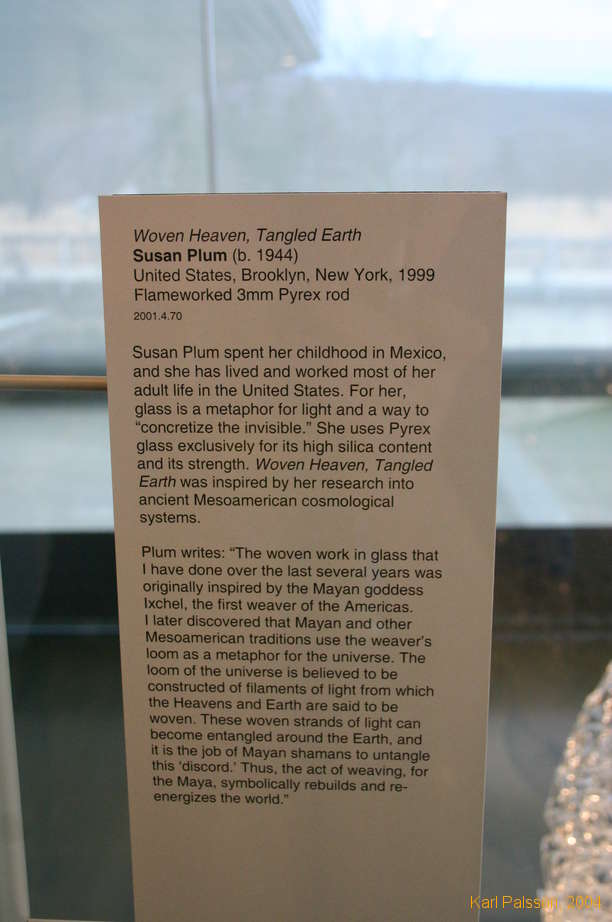 Woven Heaven, Tangled Earth
Susan Plum (b. 1944)
United States, Brooklyn, New York, 1999
Flameworked 3mm Pyrex rod
2001.4.70
Susan Plum spent her childhood in Mexico,
and she has lived and worked most of her
adult life in the United States. For her,
glass is a metaphor for light and a way to
“concretize the invisible.” She uses Pyrex
glass exclusively for its high silica content
and its strength. Woven Heaven, Tangled
Earth was inspired by her research into
ancient Mesoamerican cosmological
systems.
Plum writes: “The woven work in glass that
I have done over the last several years was
originally inspired by the Mayan goddess
Ixchel, the first weaver of the Americas.
I later discovered that Mayan and other
Mesoamerican traditions use the weaver’s
loom as a metaphor for the universe. The
loom of the universe is believed to be
constructed of filaments of light from which
the Heavens and Earth are said to be
woven. These woven strands of light can
become entangled around the Earth, and
it is the job of Mayan shamans to untangle
this ‘discord.’ Thus, the act of weaving, for
the Maya, symbolically rebuilds and re-
energizes the world.”
Karl Palsson, 2004